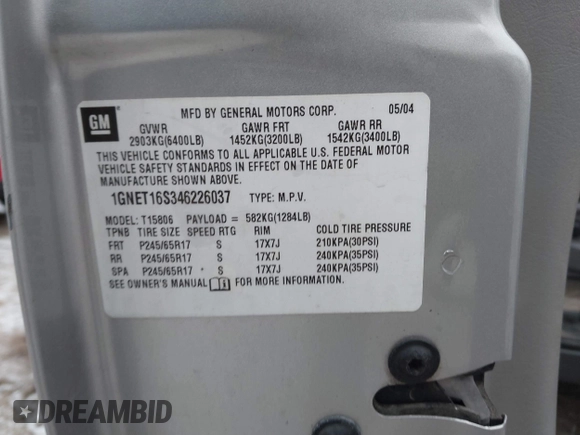 GM
MFD BY GENERAL MOTORS CORP. 05/04
GVWR GAWR FRT GAWR RR
2903KG(6400LB) 1452KG(3200LB) 1542KG(3400LB)
THIS VEHICLE CONFORMS TO ALL APPLICABLE U.S. FEDERAL MOTOR
VEHICLE SAFETY STANDARDS IN EFFECT ON THE DATE OF
MANUFACTURE SHOWN ABOVE.
1GNET16S346226037 TYPE: M.P.V.
MODEL: T15806 PAYLOAD = 582KG(1284LB)
TPNB TIRE SIZE SPEED RTG RIM COLD TIRE PRESSURE
FRT P245/65R17 S 17X7J 210KPA(30PSI)
RR P245/65R17 S 17X7J 240KPA(35PSI)
SPA P245/65R17 S 17X7J 240KPA(35PSI)
SEE OWNER'S MANUAL FOR MORE INFORMATION.
DREAMBID